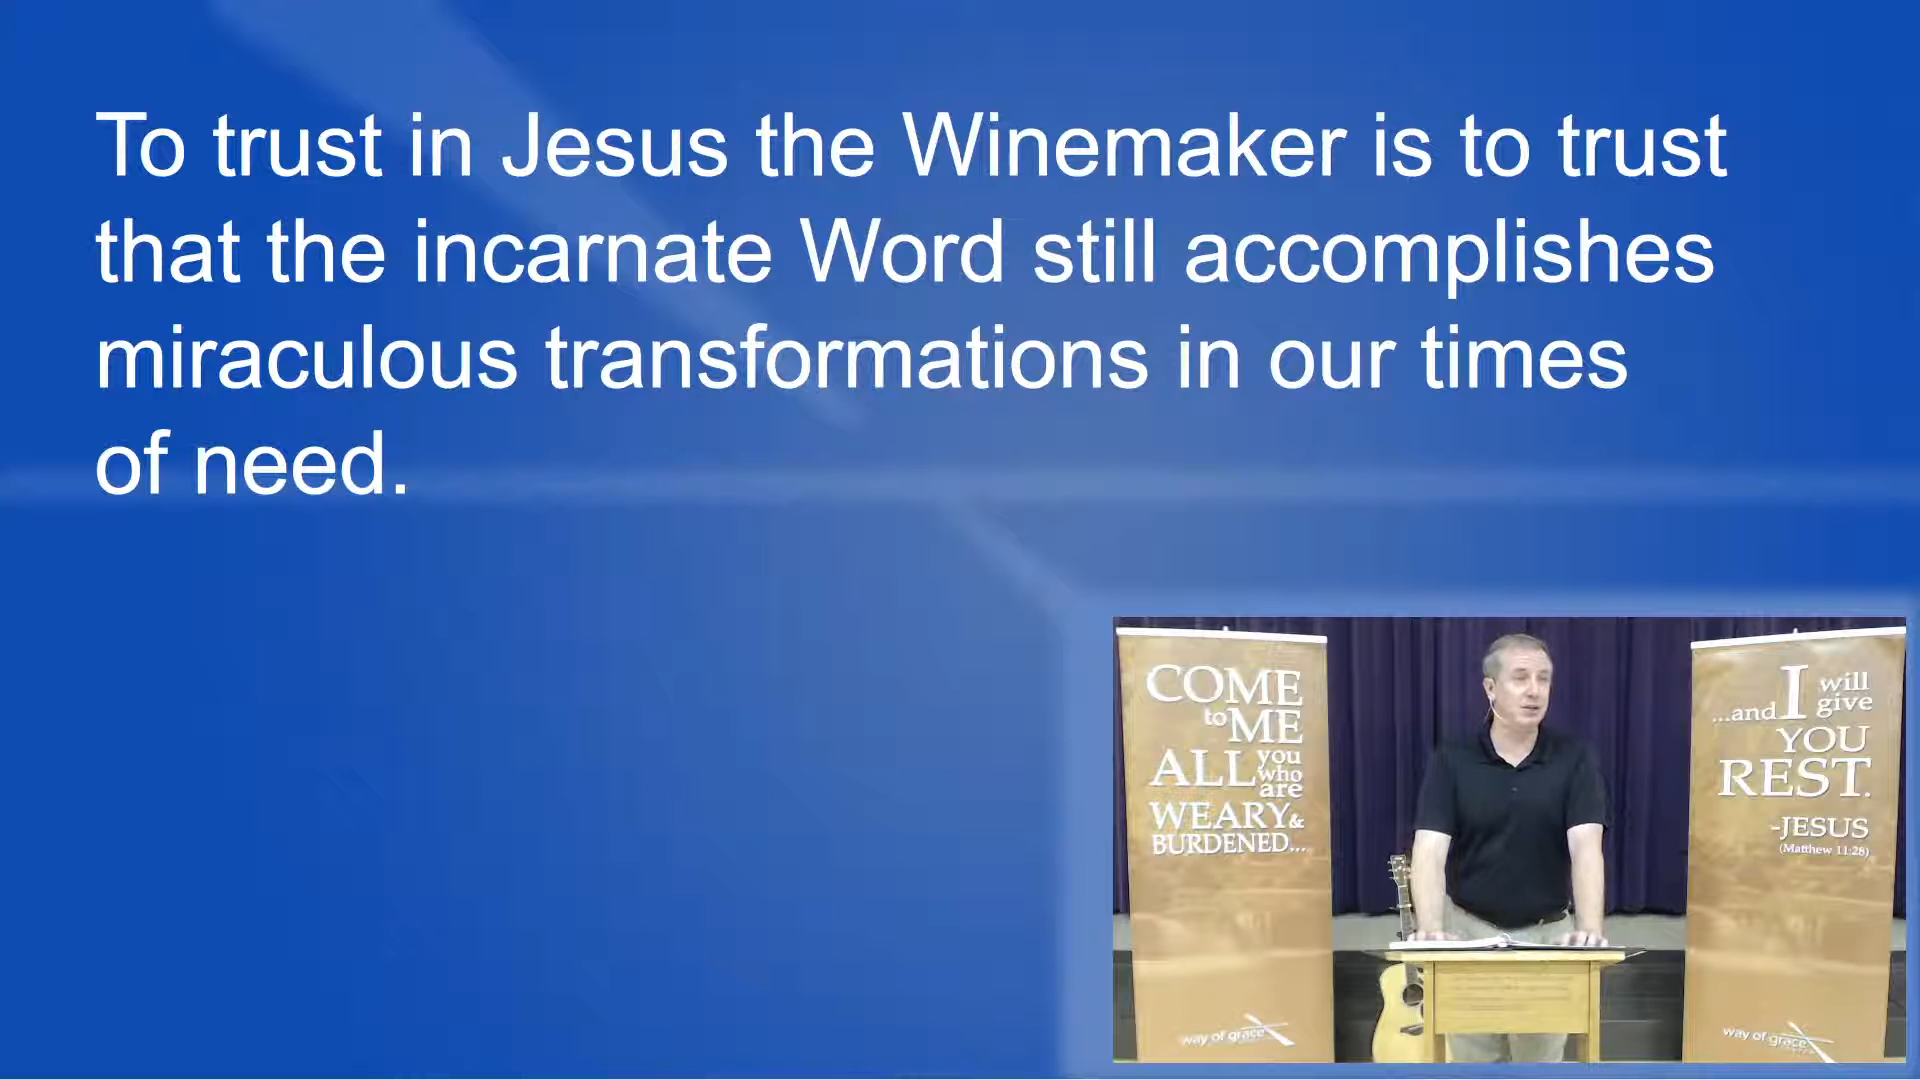 To trust in Jesus the Winemaker is to trust
that the incarnate Word still accomplishes
miraculous transformations in our times
of need.
COME
to ME
ALL you who are
WEARY &
BURDENED...
...and I will give
YOU
REST.
-JESUS
(Matthew 11:28)
way of grace
way of grace